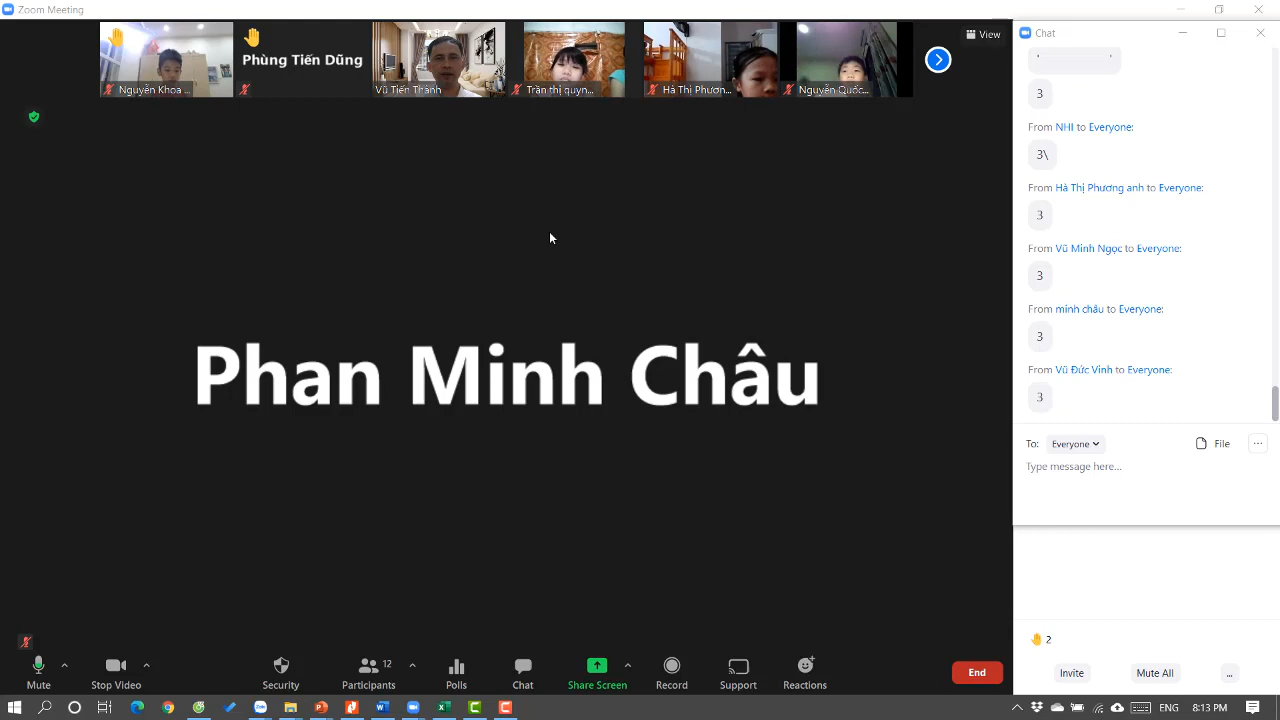 Zoom Meeting
Nguyễn Khoa ...
Phùng Tiến Dũng
Vũ Tiến Thành
Trần thị quyn...
Hà Thị Phươn...
Nguyễn Quốc...
View
Phan Minh Châu
Chat
3
From NHI to Everyone:
3\
From Hà Thị Phương anh to Everyone:
3
From Vũ Minh Ngọc to Everyone:
3
From minh châu to Everyone:
3
From Vũ Đức Vinh to Everyone:
3
To: Everyone
File
...
Type message here...
2
Invite
Mute All
...
Mute
Stop Video
Security
Participants
12
Polls
Chat
Share Screen
Record
Support
Reactions
End
ENG
8:13 PM